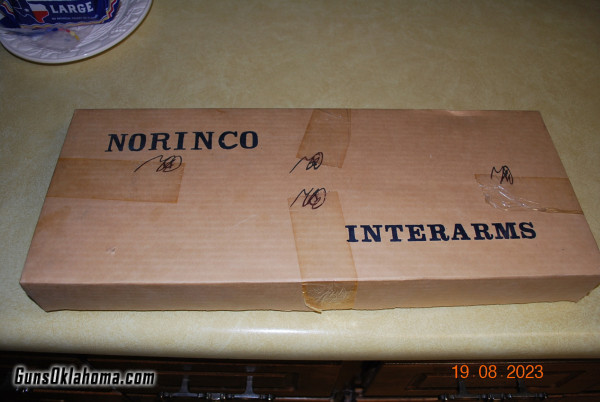 LARGE
NORINCO
INTERARMS
19 08 2023
GunsOklahoma.com